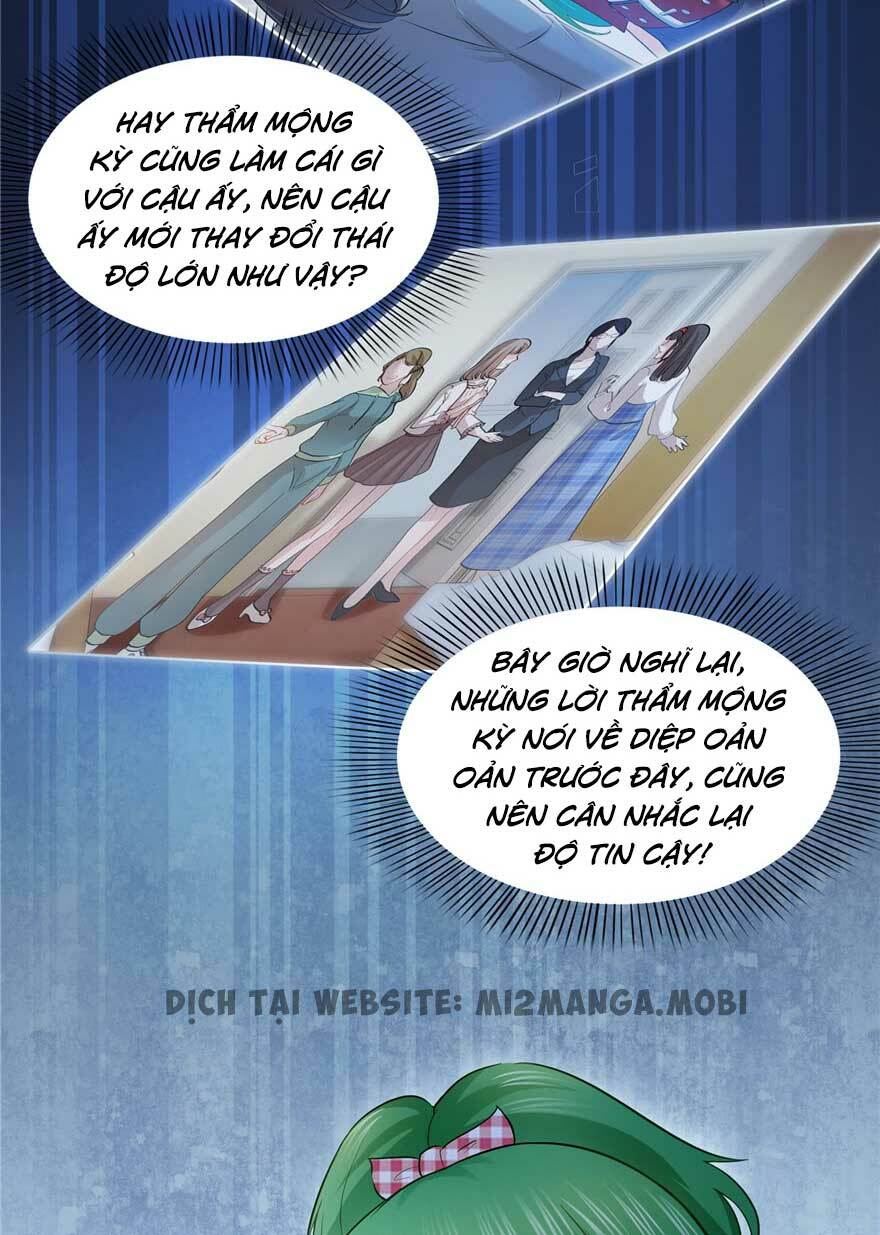 HAY THẨM MỘNG
KỲ CŨNG LÀM CÁI GÌ
VỚI CẬU ẤY, NÊN CẬU
ẤY MỚI THAY ĐỔI THÁI
ĐỘ LỚN NHƯ VẬY?
BÂY GIỜ NGHĨ LẠI,
NHỮNG LỜI THẨM MỘNG
KỲ NÓI VỀ DIỆP OẢN
OẢN TRƯỚC ĐÂY, CŨNG
NÊN CÂN NHẮC LẠI
ĐỘ TIN CẬY!
DỊCH TẠI WEBSITE: MI2MANGA.MOBI